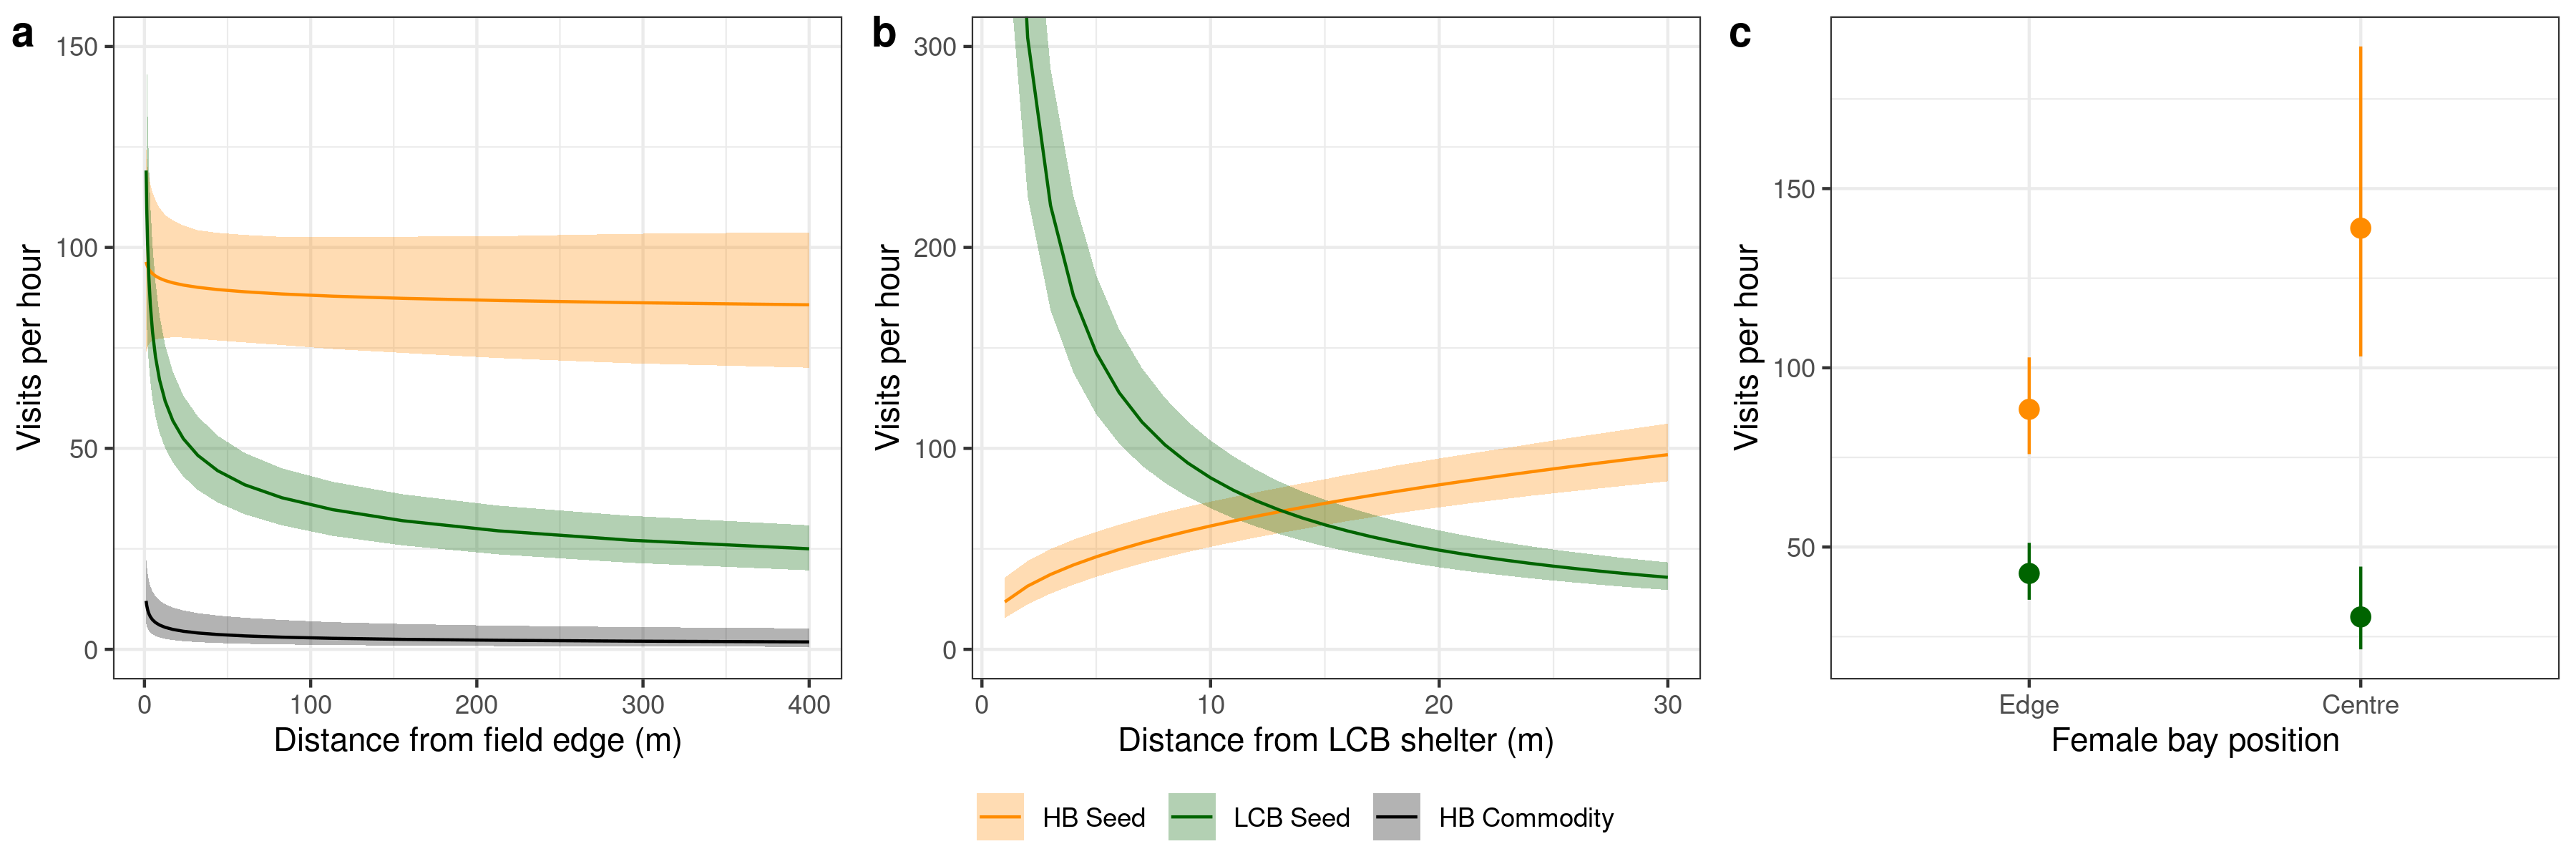 a
150
100
50
0
Visits per hour
0 100 200 300 400
Distance from field edge (m)
b
300
200
100
0
Visits per hour
0 10 20 30
Distance from LCB shelter (m)
c
150
100
50
Visits per hour
Edge Centre
Female bay position
HB Seed LCB Seed HB Commodity